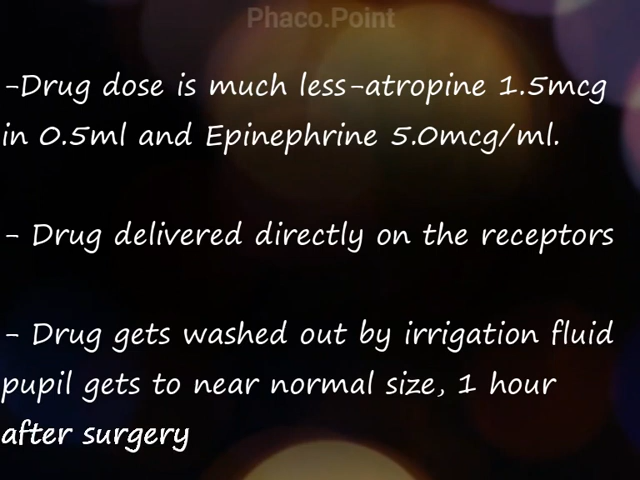 Phaco.Point
-Drug dose is much less-atropine 1.5mcg
in 0.5ml and Epinephrine 5.0mcg/ml.
- Drug delivered directly on the receptors
- Drug gets washed out by irrigation fluid
pupil gets to near normal size, 1 hour
after surgery